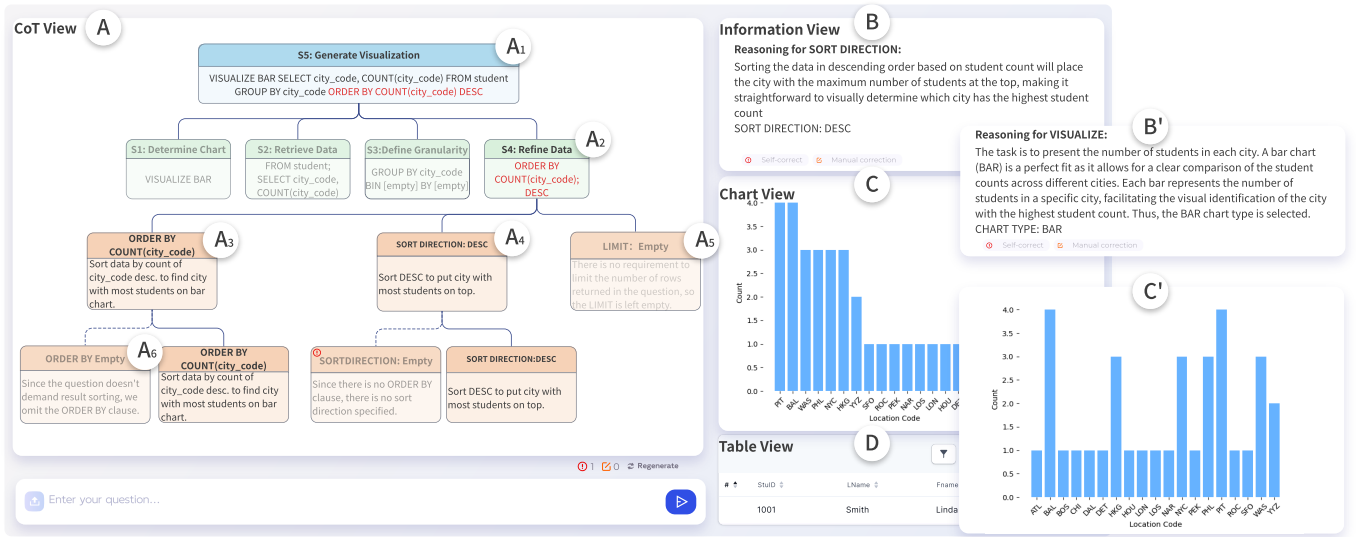 CoT View
A
S5: Generate Visualization
A1
VISUALIZE BAR SELECT city_code, COUNT(city_code) FROM student
GROUP BY city_code ORDER BY COUNT(city_code) DESC
S1: Determine Chart
VISUALIZE BAR
S2: Retrieve Data
FROM student;
SELECT city_code,
COUNT(city_code)
S3:Define Granularity
GROUP BY city_code
BIN [empty] BY [empty]
S4: Refine Data
A2
ORDER BY
COUNT(city_code);
DESC
ORDER BY
COUNT(city_code)
A3
Sort data by count of
city_code desc. to find city
with most students on bar
chart.
SORT DIRECTION: DESC
A4
Sort DESC to put city with
most students on top.
LIMIT: Empty
A5
There is no requirement to
limit the number of rows
returned in the question, so
the LIMIT is left empty.
ORDER BY Empty
A6
Since the question doesn't
demand result sorting, we
omit the ORDER BY clause.
ORDER BY
COUNT(city_code)
Sort data by count of
city_code desc. to find city
with most students on bar
chart.
SORTDIRECTION: Empty
Since there is no ORDER BY
clause, there is no sort
direction specified.
SORT DIRECTION:DESC
Sort DESC to put city with
most students on top.
1 0 Regenerate
Enter your question...
Information View
B
Reasoning for SORT DIRECTION:
Sorting the data in descending order based on student count will place
the city with the maximum number of students at the top, making it
straightforward to visually determine which city has the highest student
count
SORT DIRECTION: DESC
Self-correct Manual correction
B'
Reasoning for VISUALIZE:
The task is to present the number of students in each city. A bar chart
(BAR) is a perfect fit as it allows for a clear comparison of the student
counts across different cities. Each bar represents the number of
students in a specific city, facilitating the visual identification of the city
with the highest student count. Thus, the BAR chart type is selected.
CHART TYPE: BAR
Self-correct Manual correction
Chart View
C
4.0
3.5
3.0
2.5
2.0
1.5
1.0
0.5
0.0
Count
PIT BAL WAS PHL NYC HKG YYZ SFO ROC PEK NAR LOS LON HOU DE
Location Code
C'
4.0
3.5
3.0
2.5
2.0
1.5
1.0
0.5
0.0
Count
ATL BAL BOS CHI DAL DET HKG HOU LON LOS NAR NYC PEK PHL PIT ROC SFO WAS YYZ
Location Code
Table View
D
# StuID LName Fname
1001 Smith Linda